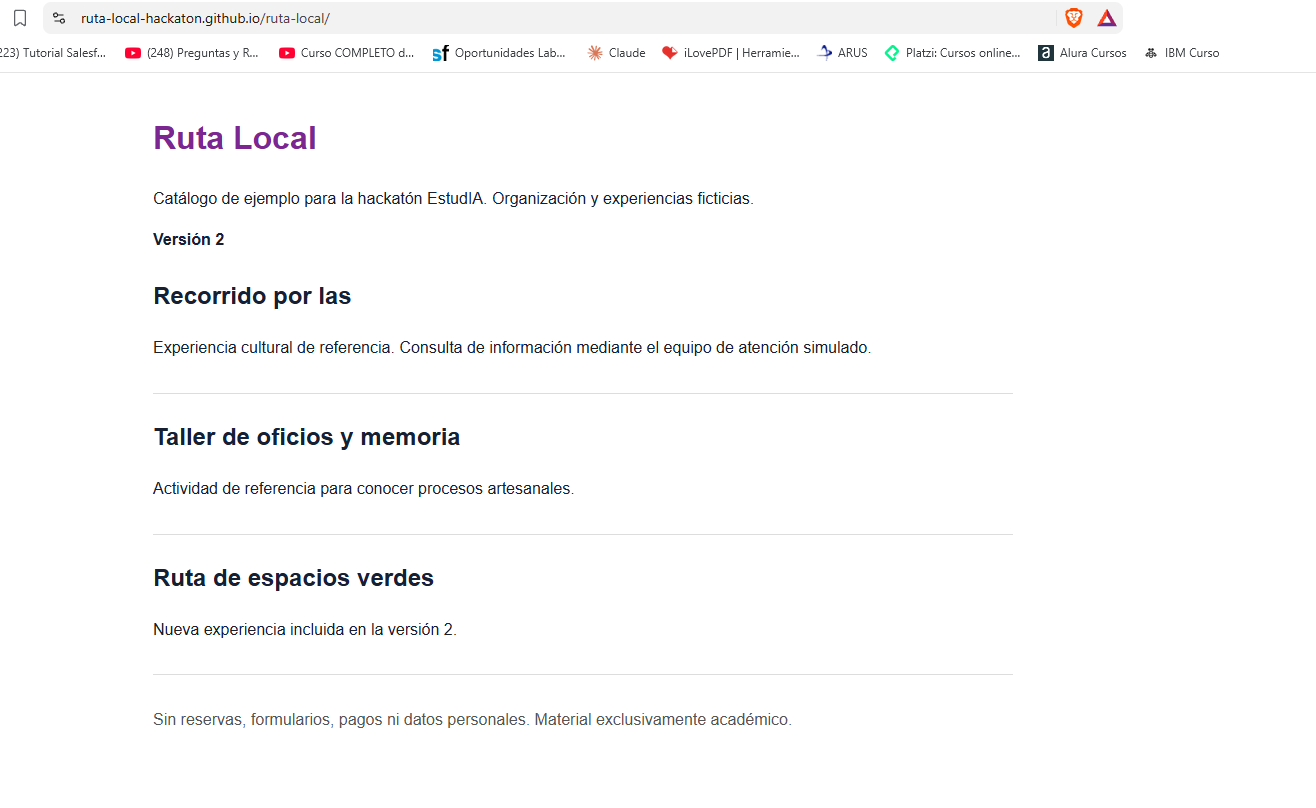 ruta-local-hackaton.github.io/ruta-local/
223) Tutorial Salesf...
(248) Preguntas y R...
Curso COMPLETO d...
Oportunidades Lab...
Claude
iLovePDF | Herramie...
ARUS
Platzi: Cursos online...
Alura Cursos
IBM Curso
Ruta Local
Catálogo de ejemplo para la hackatón EstudIA. Organización y experiencias ficticias.
Versión 2
Recorrido por las
Experiencia cultural de referencia. Consulta de información mediante el equipo de atención simulado.
Taller de oficios y memoria
Actividad de referencia para conocer procesos artesanales.
Ruta de espacios verdes
Nueva experiencia incluida en la versión 2.
Sin reservas, formularios, pagos ni datos personales. Material exclusivamente académico.